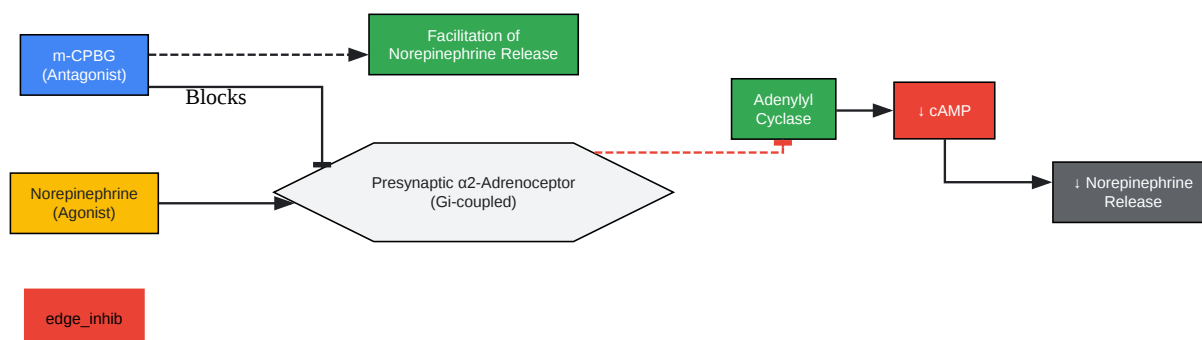 m-CPBG
(Antagonist)
Facilitation of
Norepinephrine Release
Blocks
Adenylyl
Cyclase
↓ cAMP
Norepinephrine
(Agonist)
Presynaptic α2-Adrenoceptor
(Gi-coupled)
↓ Norepinephrine
Release
edge_inhib